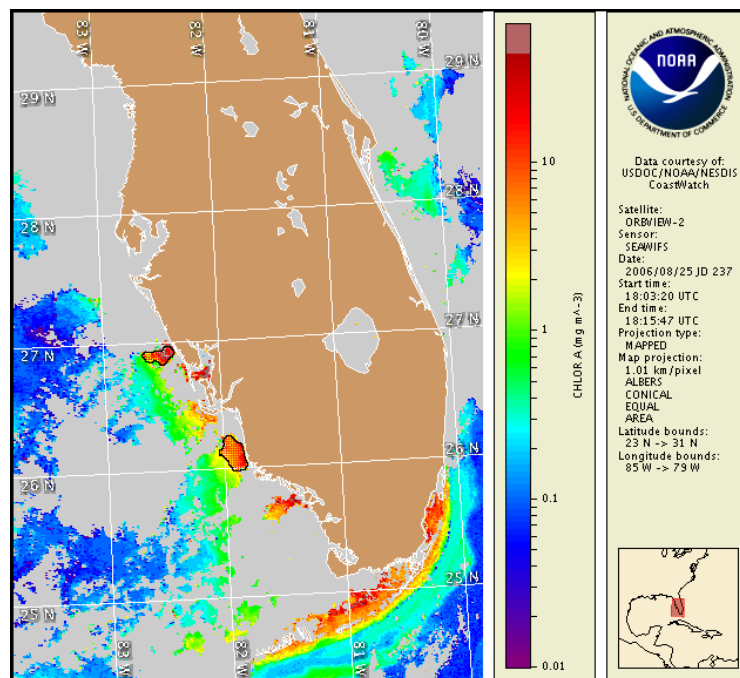 83 W
82 W
81 W
80 W
29 N
29 N
28 N
28 N
27 N
27 N
26 N
26 N
25 N
25 N
83 W
82 W
81 W
10
1
0.1
0.01
CHLOR A (mg m^-3)
NATIONAL OCEANIC AND ATMOSPHERIC ADMINISTRATION
NOAA
U.S. DEPARTMENT OF COMMERCE
Data courtesy of:
USDOC/NOAA/NESDIS
CoastWatch
Satellite:
ORBVIEW-2
Sensor:
SEAWIFS
Date:
2006/08/25 JD 237
Start time:
18:03:20 UTC
End time:
18:15:47 UTC
Projection type:
MAPPED
Map projection:
1.01 km/pixel
ALBERS
CONICAL
EQUAL
AREA
Latitude bounds:
23 N -> 31 N
Longitude bounds:
85 W -> 79 W